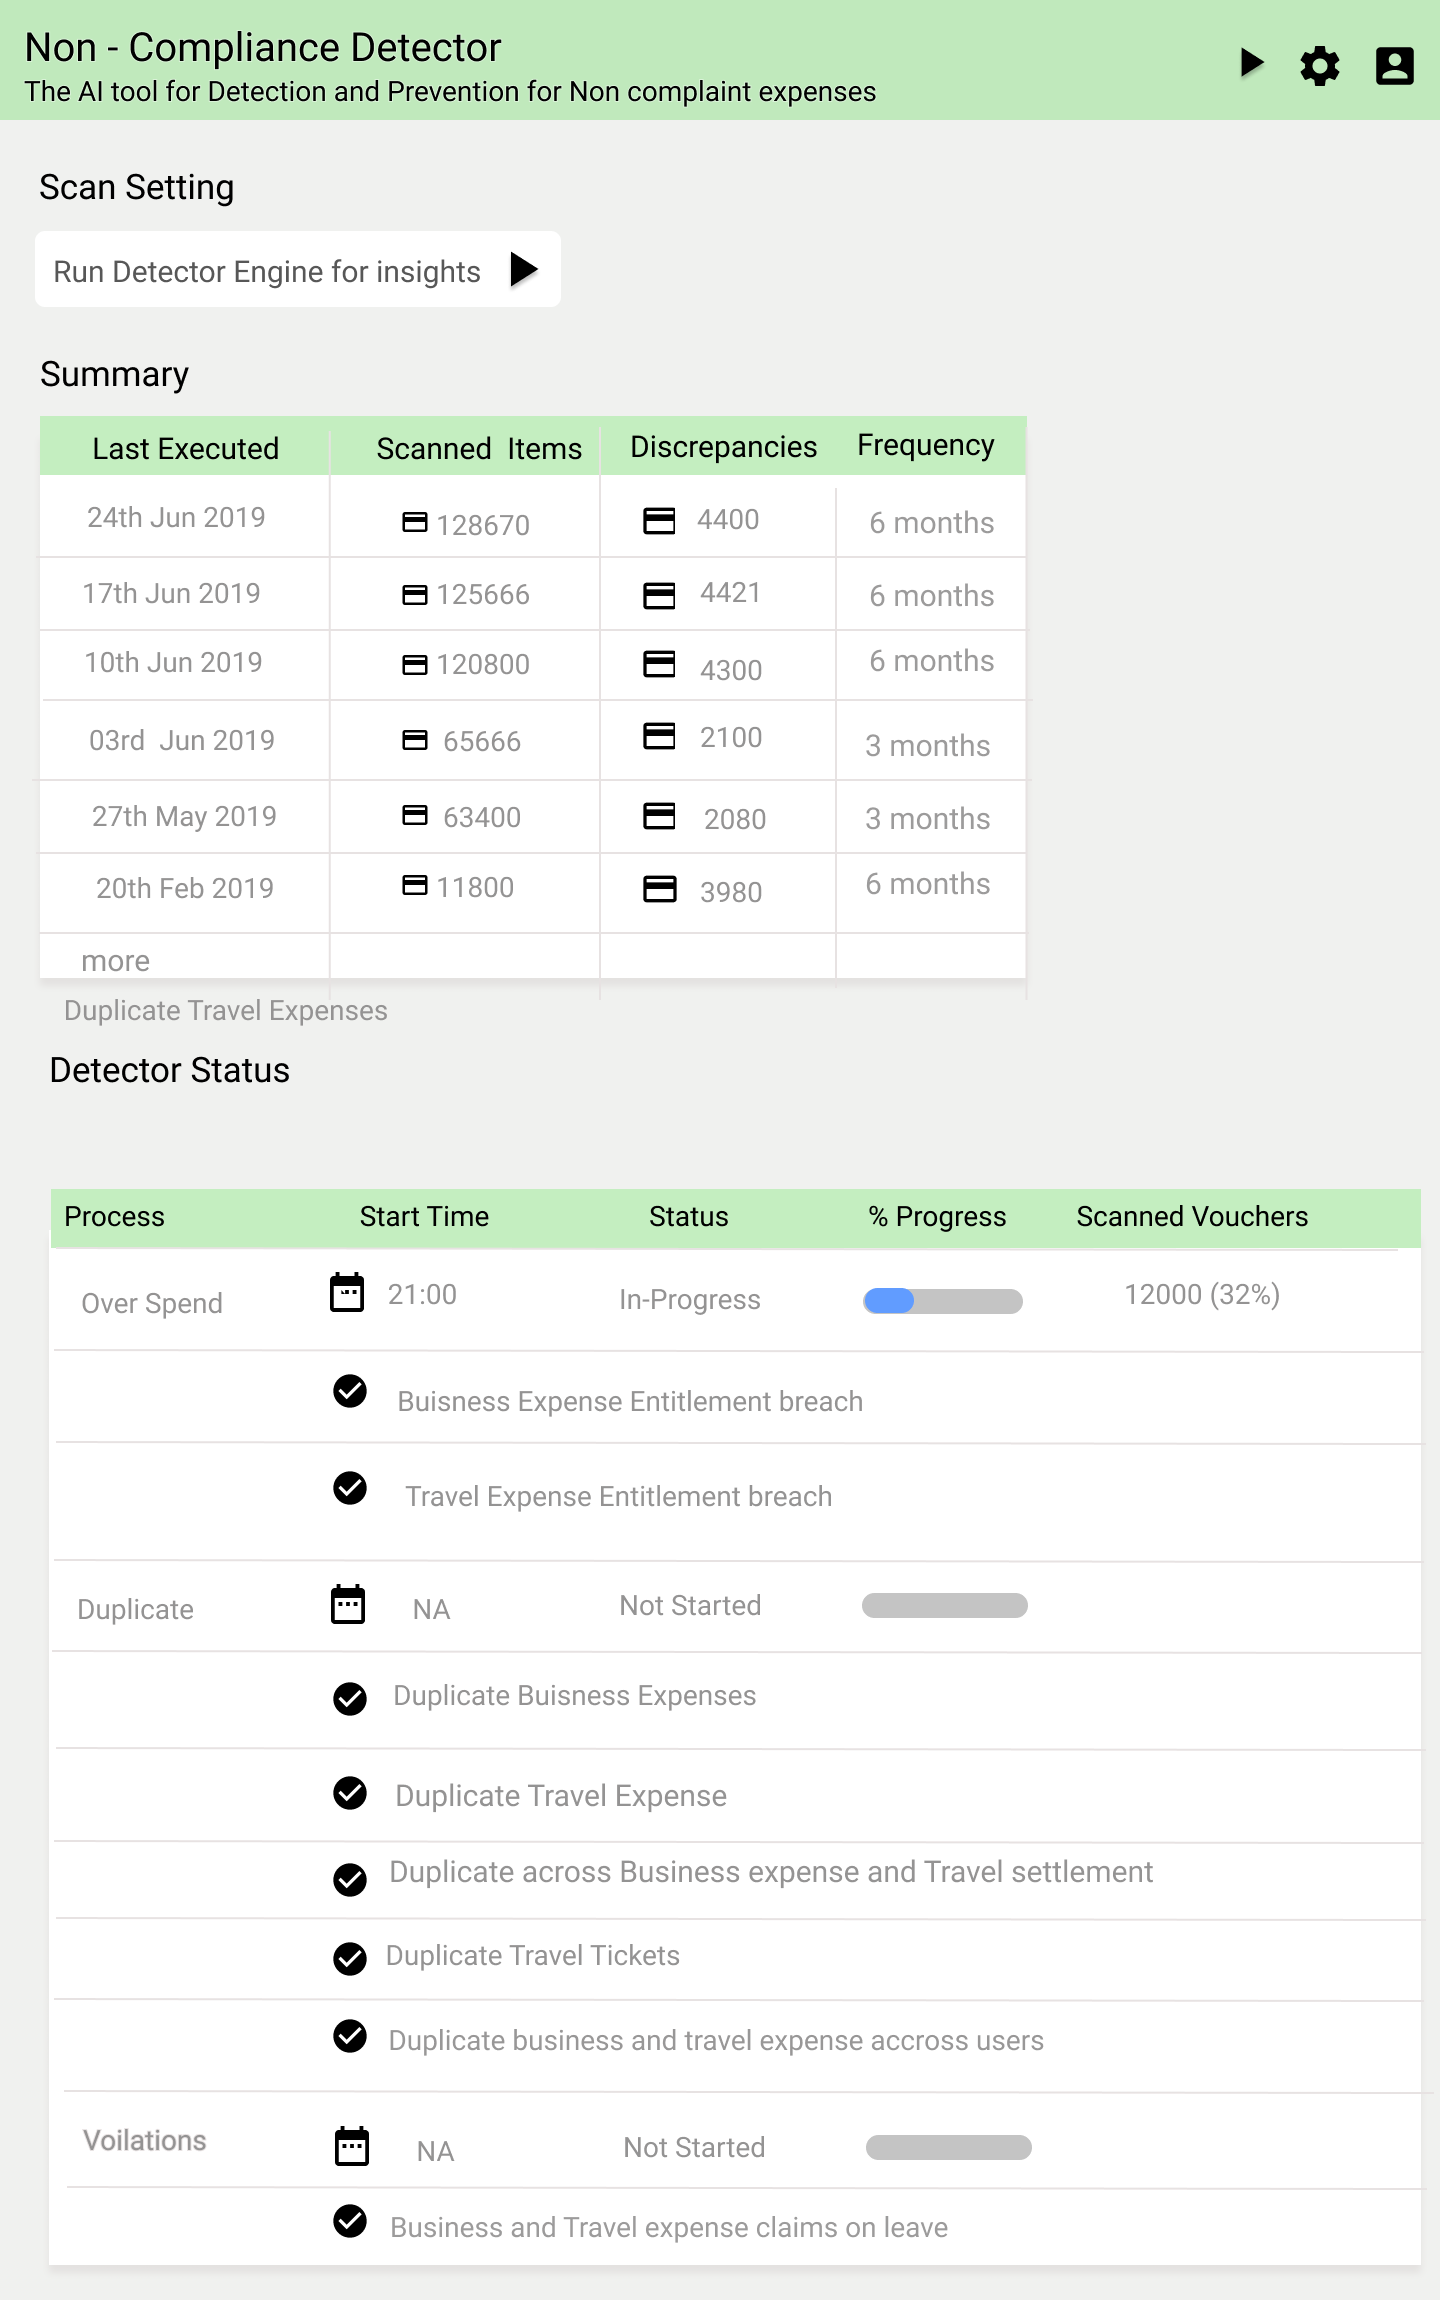 Non - Compliance Detector
The AI tool for Detection and Prevention for Non complaint expenses
Scan Setting
Run Detector Engine for insights
Summary
Last Executed Scanned Items Discrepancies Frequency
24th Jun 2019 128670 4400 6 months
17th Jun 2019 125666 4421 6 months
10th Jun 2019 120800 4300 6 months
03rd Jun 2019 65666 2100 3 months
27th May 2019 63400 2080 3 months
20th Feb 2019 11800 3980 6 months
more
Duplicate Travel Expenses
Detector Status
Process Start Time Status % Progress Scanned Vouchers
Over Spend 21:00 In-Progress 12000 (32%)
Buisness Expense Entitlement breach
Travel Expense Entitlement breach
Duplicate NA Not Started
Duplicate Buisness Expenses
Duplicate Travel Expense
Duplicate across Business expense and Travel settlement
Duplicate Travel Tickets
Duplicate business and travel expense accross users
Voilations NA Not Started
Business and Travel expense claims on leave